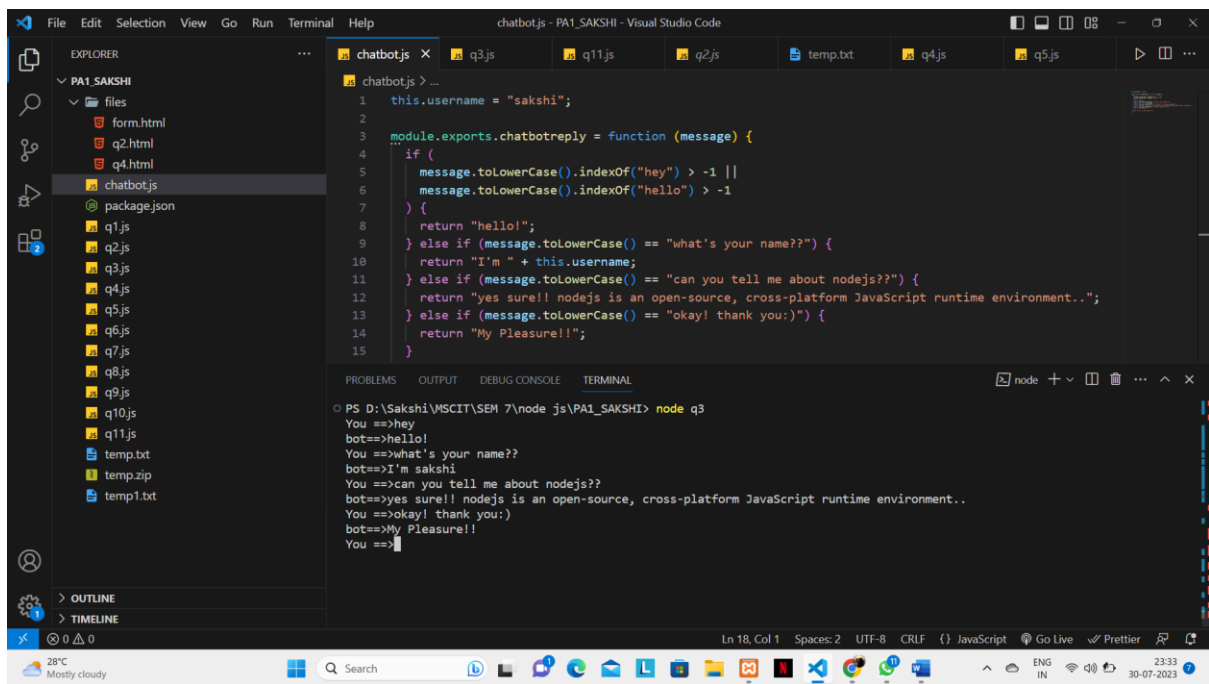 File Edit Selection View Go Run Terminal Help chatbot.js - PA1_SAKSHI - Visual Studio Code
EXPLORER
PA1_SAKSHI
files
form.html
q2.html
q4.html
chatbot.js
package.json
q1.js
q2.js
q3.js
q4.js
q5.js
q6.js
q7.js
q8.js
q9.js
q10.js
q11.js
temp.txt
temp.zip
temp1.txt
OUTLINE
TIMELINE
chatbot.js q3.js q11.js q2.js temp.txt q4.js q5.js
chatbot.js > ...
1 this.username = "sakshi";
2
3 module.exports.chatbotreply = function (message) {
4 if (
5 message.toLowerCase().indexOf("hey") > -1 ||
6 message.toLowerCase().indexOf("hello") > -1
7 ) {
8 return "hello!";
9 } else if (message.toLowerCase() == "what's your name??") {
10 return "I'm " + this.username;
11 } else if (message.toLowerCase() == "can you tell me about nodejs??") {
12 return "yes sure!! nodejs is an open-source, cross-platform JavaScript runtime environment..";
13 } else if (message.toLowerCase() == "okay! thank you:)") {
14 return "My Pleasure!!";
15 }
PROBLEMS OUTPUT DEBUG CONSOLE TERMINAL node
PS D:\Sakshi\MSCIT\SEM 7\node js\PA1_SAKSHI> node q3
You ==>hey
bot==>hello!
You ==>what's your name??
bot==>I'm sakshi
You ==>can you tell me about nodejs??
bot==>yes sure!! nodejs is an open-source, cross-platform JavaScript runtime environment..
You ==>okay! thank you:)
bot==>My Pleasure!!
You ==>
2
1
0 0 Ln 18, Col 1 Spaces: 2 UTF-8 CRLF {} JavaScript Go Live Prettier
28°C
Mostly cloudy
Search
ENG
IN
23:33
30-07-2023
7